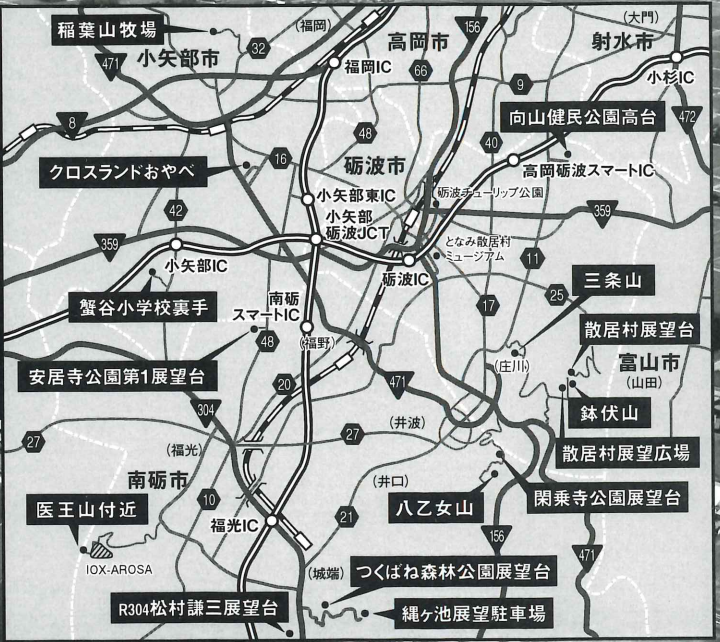 稲葉山牧場
(福岡)
32
471
小矢部市
福岡IC
高岡市
156
66
(大門)
射水市
小杉IC
9
472
8
向山健民公園高台
48
40
高岡砺波スマートIC
クロスランドおやべ
16
砺波市
砺波チューリップ公園
小矢部東IC
小矢部
砺波JCT
42
359
359
小矢部IC
となみ散居村
ミュージアム
砺波IC
11
蟹谷小学校裏手
南砺
スマートIC
(福野)
48
17
25
三条山
散居村展望台
富山市
(山田)
(庄川)
安居寺公園第1展望台
20
471
鉢伏山
304
27
27
(井波)
散居村展望広場
(福光)
南砺市
(井口)
閑乗寺公園展望台
医王山付近
10
福光IC
21
八乙女山
156
471
IOX-AROSA
(城端)
つくばね森林公園展望台
R304松村謙三展望台
縄ヶ池展望駐車場